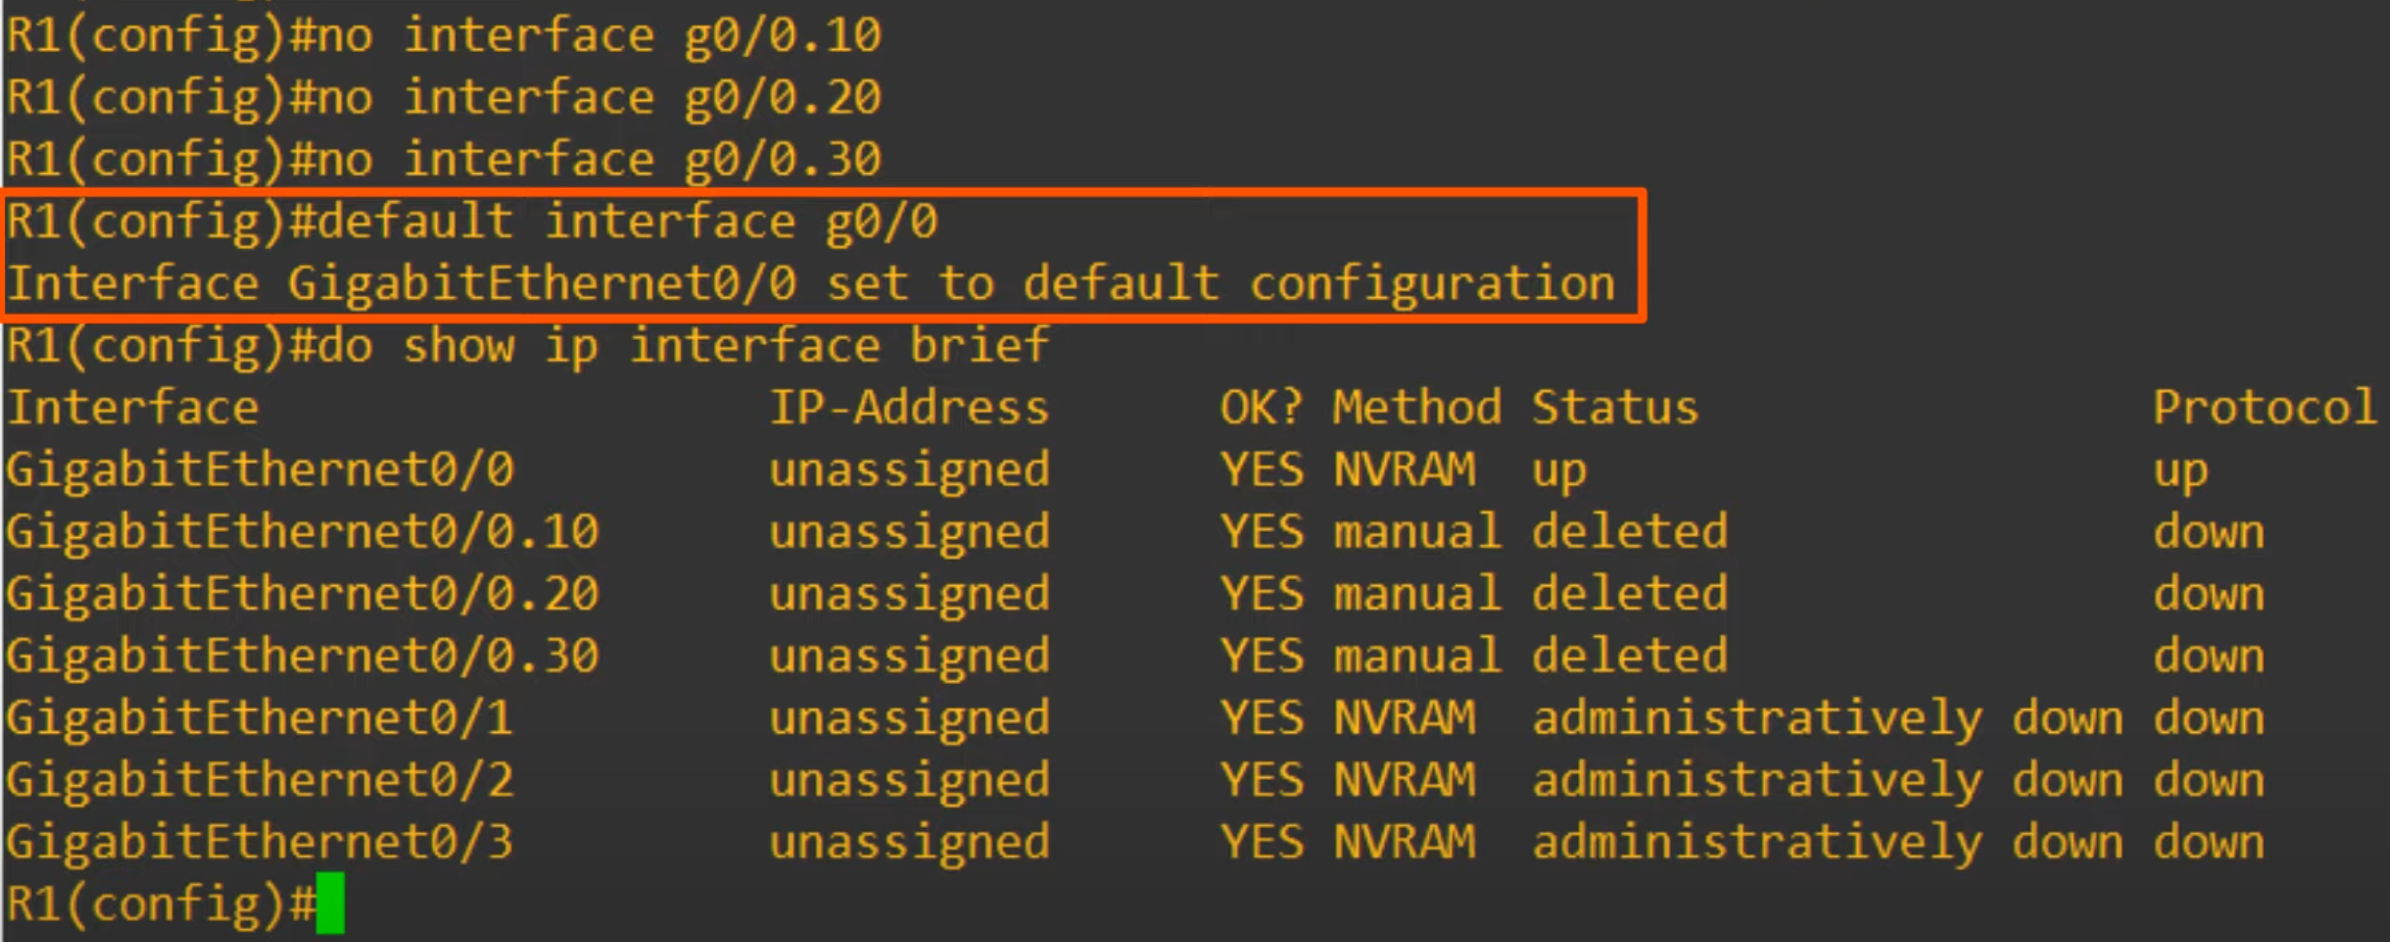 R1(config)#no interface g0/0.10
R1(config)#no interface g0/0.20
R1(config)#no interface g0/0.30
R1(config)#default interface g0/0
Interface GigabitEthernet0/0 set to default configuration
R1(config)#do show ip interface brief
Interface                  IP-Address      OK? Method Status                Protocol
GigabitEthernet0/0         unassigned      YES NVRAM  up                    up
GigabitEthernet0/0.10      unassigned      YES manual deleted               down
GigabitEthernet0/0.20      unassigned      YES manual deleted               down
GigabitEthernet0/0.30      unassigned      YES manual deleted               down
GigabitEthernet0/1         unassigned      YES NVRAM  administratively down down
GigabitEthernet0/2         unassigned      YES NVRAM  administratively down down
GigabitEthernet0/3         unassigned      YES NVRAM  administratively down down
R1(config)#